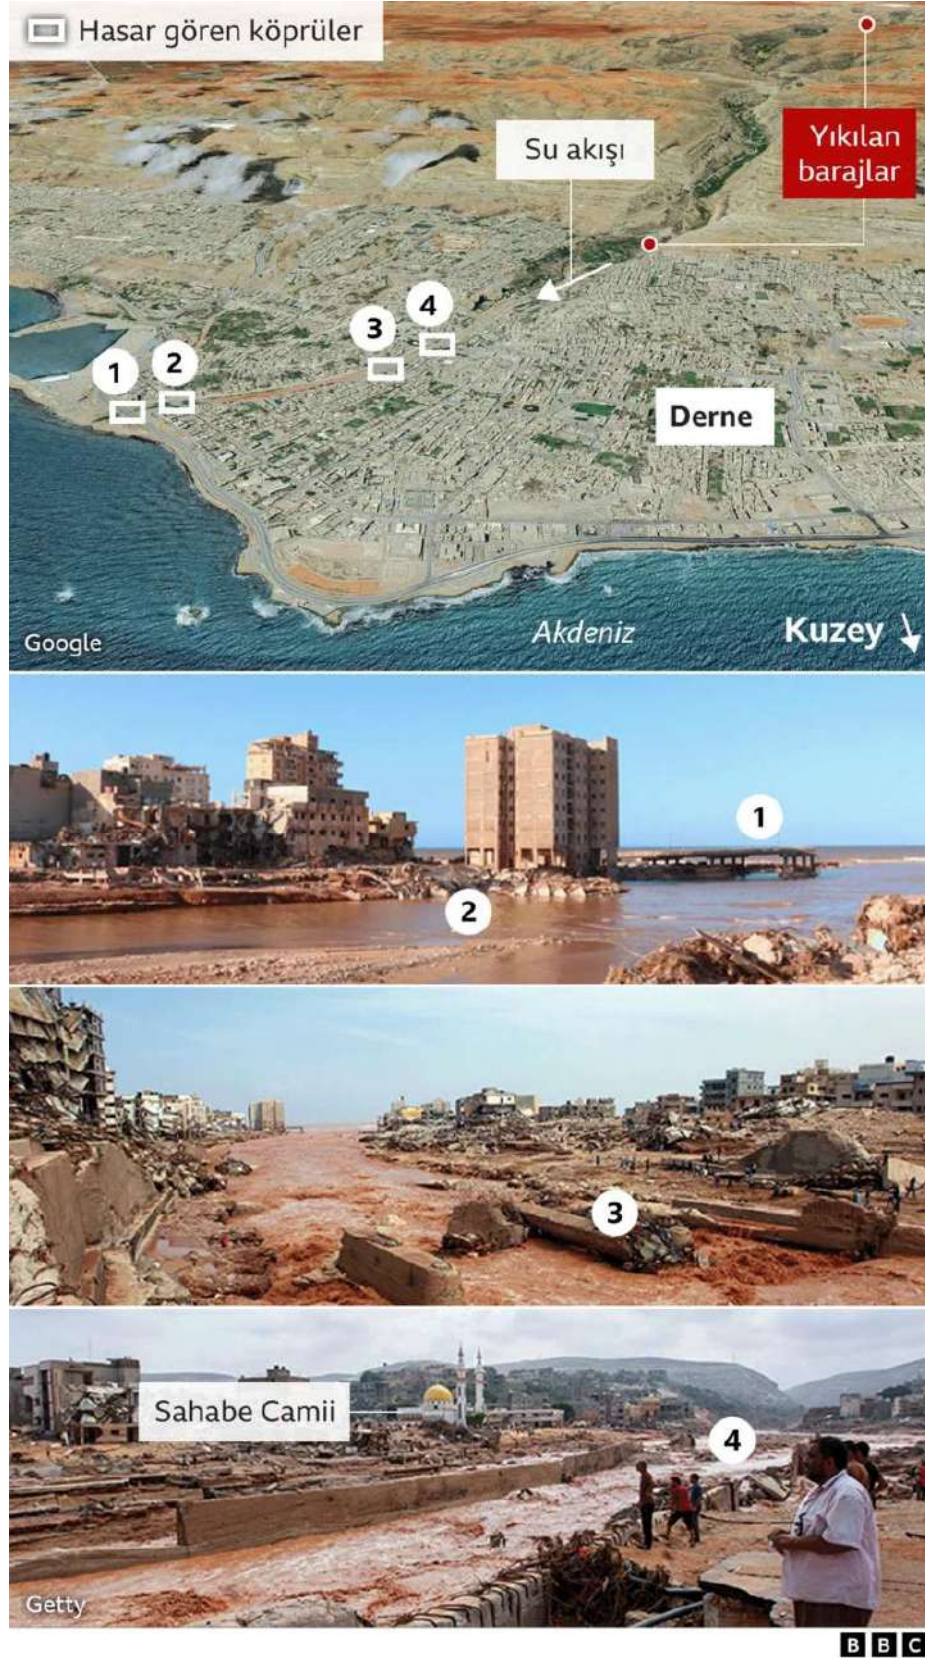 Hasar gören köprüler
Su akışı
Yıkılan
barajlar
4
3
2
1
Derne
Akdeniz
Kuzey
Google
1
2
3
Sahabe Camii
4
Getty
BBC